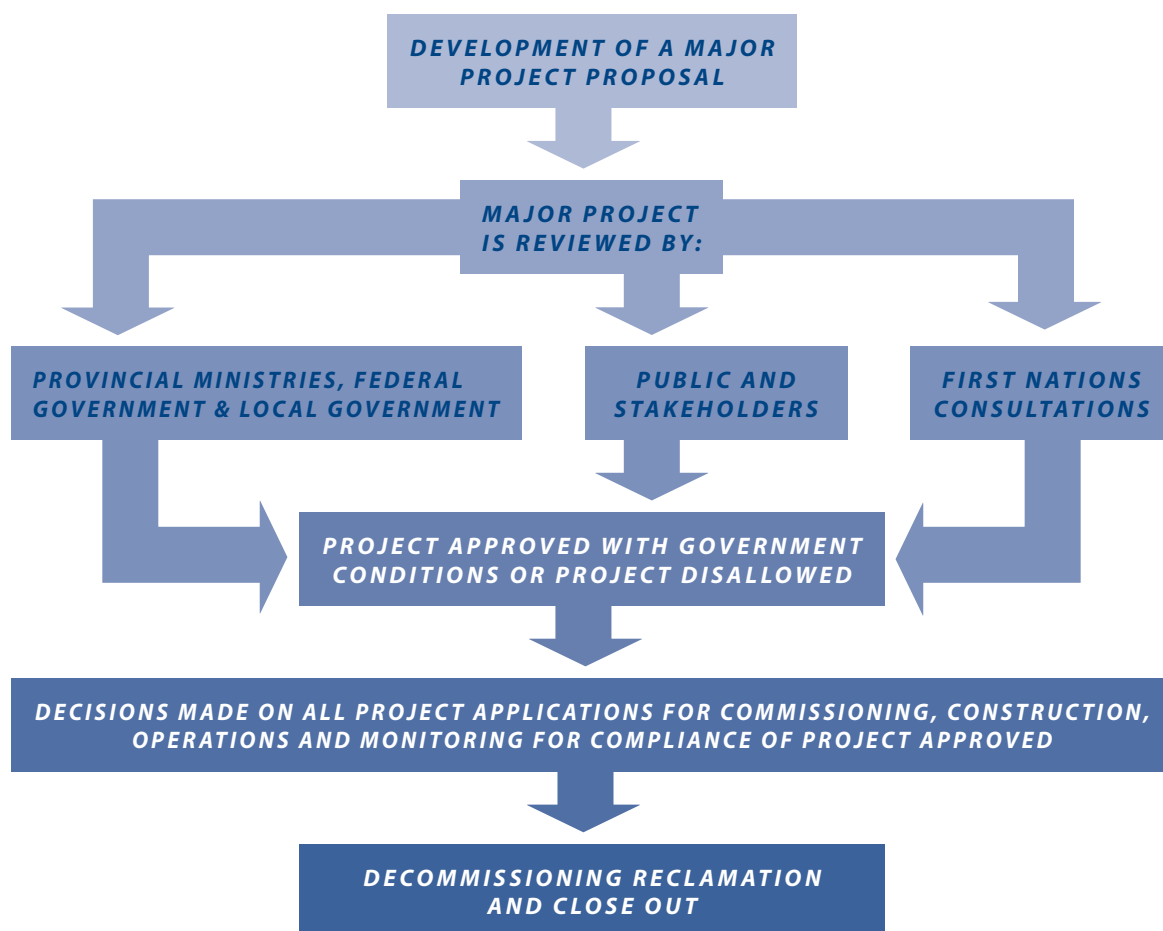 DEVELOPMENT OF A MAJOR
PROJECT PROPOSAL
MAJOR PROJECT
IS REVIEWED BY:
PROVINCIAL MINISTRIES, FEDERAL
GOVERNMENT & LOCAL GOVERNMENT
PUBLIC AND
STAKEHOLDERS
FIRST NATIONS
CONSULTATIONS
PROJECT APPROVED WITH GOVERNMENT
CONDITIONS OR PROJECT DISALLOWED
DECISIONS MADE ON ALL PROJECT APPLICATIONS FOR COMMISSIONING, CONSTRUCTION,
OPERATIONS AND MONITORING FOR COMPLIANCE OF PROJECT APPROVED
DECOMMISSIONING RECLAMATION
AND CLOSE OUT